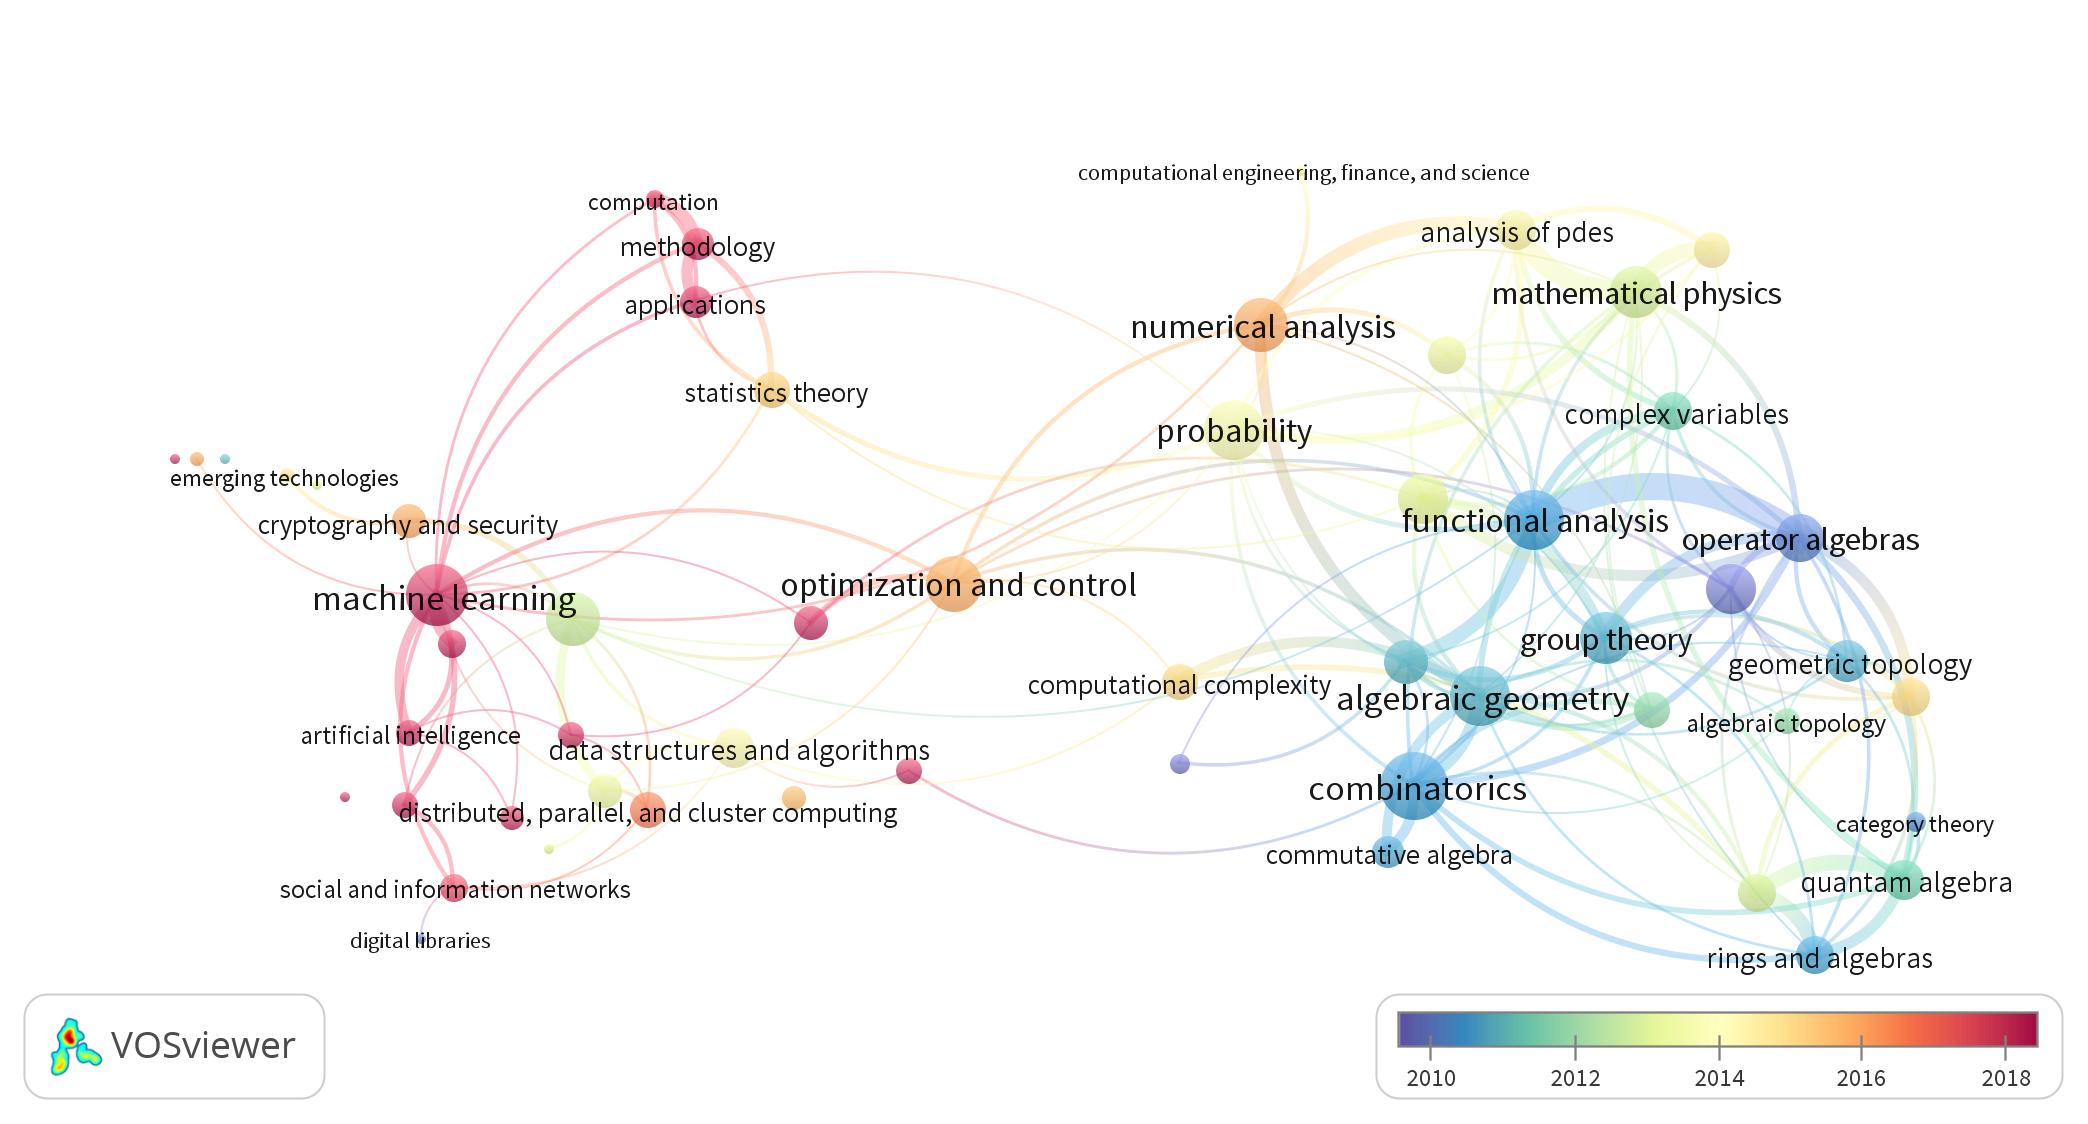 computational engineering, finance, and science
computation
analysis of pdes
methodology
mathematical physics
applications
numerical analysis
statistics theory
complex variables
probability
emerging technologies
functional analysis
cryptography and security
operator algebras
optimization and control
machine learning
group theory
geometric topology
computational complexity
algebraic geometry
algebraic topology
artificial intelligence
data structures and algorithms
combinatorics
distributed, parallel, and cluster computing
category theory
commutative algebra
quantam algebra
social and information networks
digital libraries
rings and algebras
VOSviewer
2010 2012 2014 2016 2018